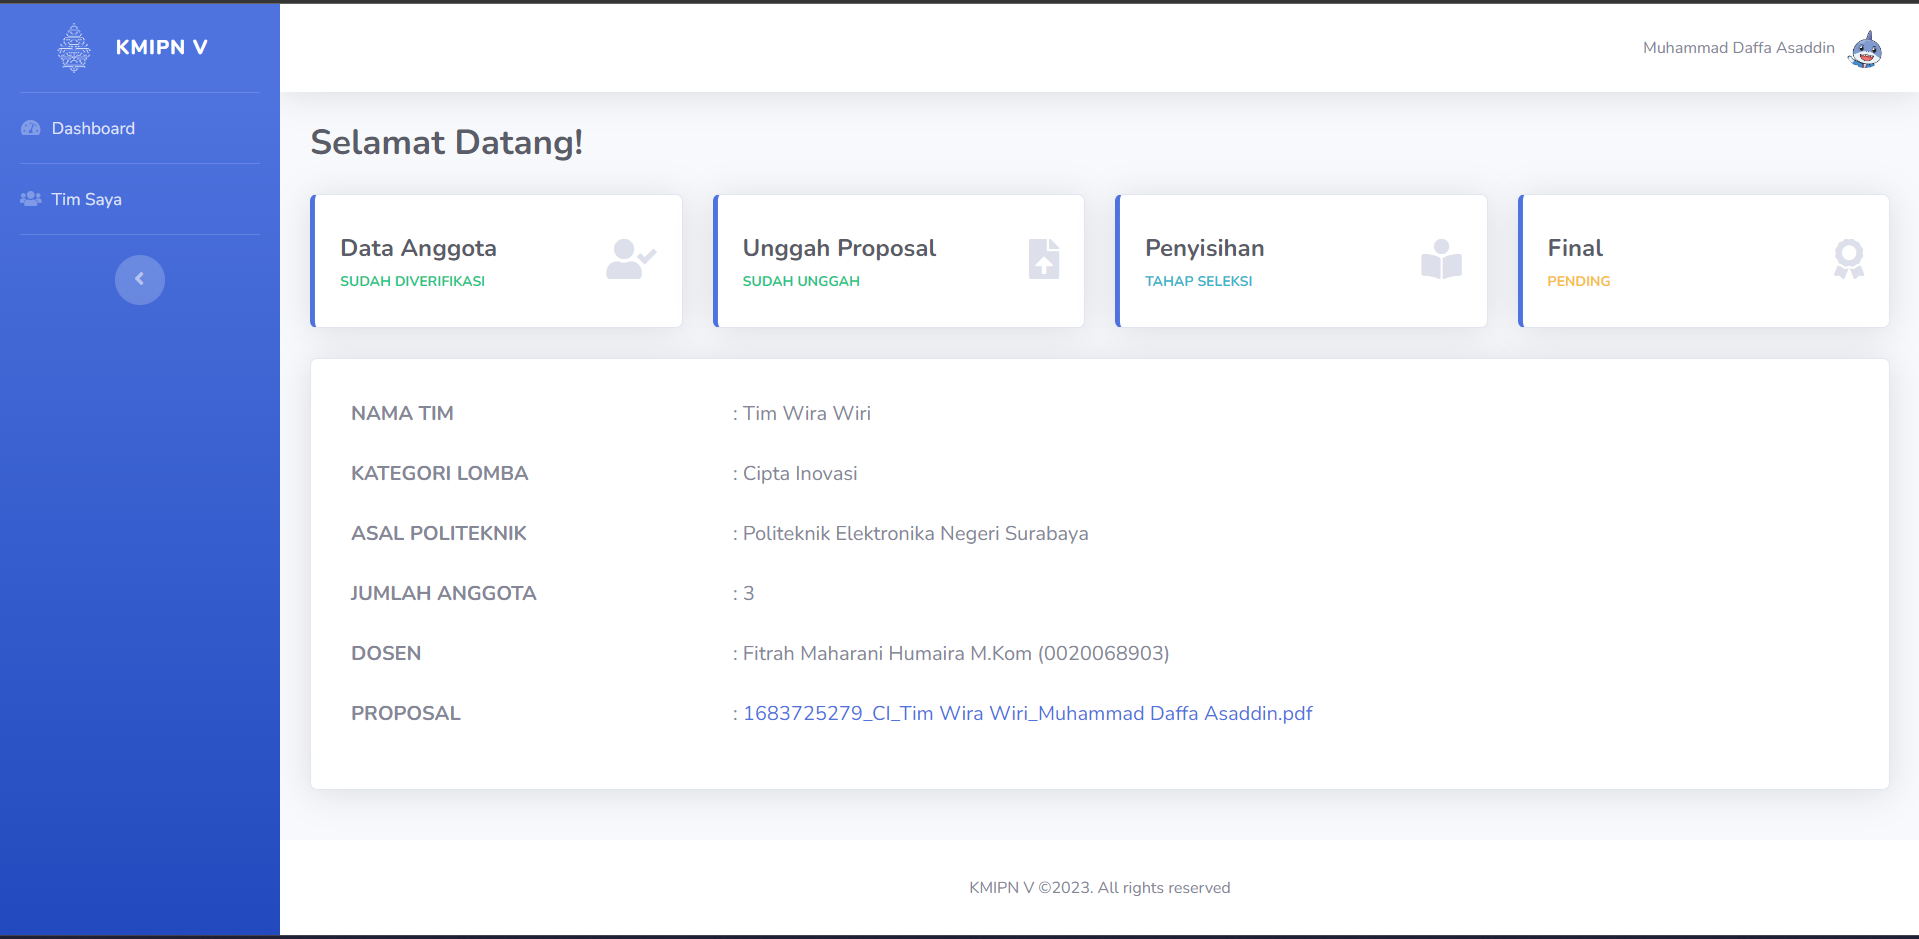 KMIPN V
Muhammad Daffa Asaddin
Dashboard
Tim Saya
Selamat Datang!
Data Anggota
SUDAH DIVERIFIKASI
Unggah Proposal
SUDAH UNGGAH
Penyisihan
TAHAP SELEKSI
Final
PENDING
NAMA TIM : Tim Wira Wiri
KATEGORI LOMBA : Cipta Inovasi
ASAL POLITEKNIK : Politeknik Elektronika Negeri Surabaya
JUMLAH ANGGOTA : 3
DOSEN : Fitrah Maharani Humaira M.Kom (0020068903)
PROPOSAL : 1683725279_CI_Tim Wira Wiri_Muhammad Daffa Asaddin.pdf
KMIPN V ©2023. All rights reserved